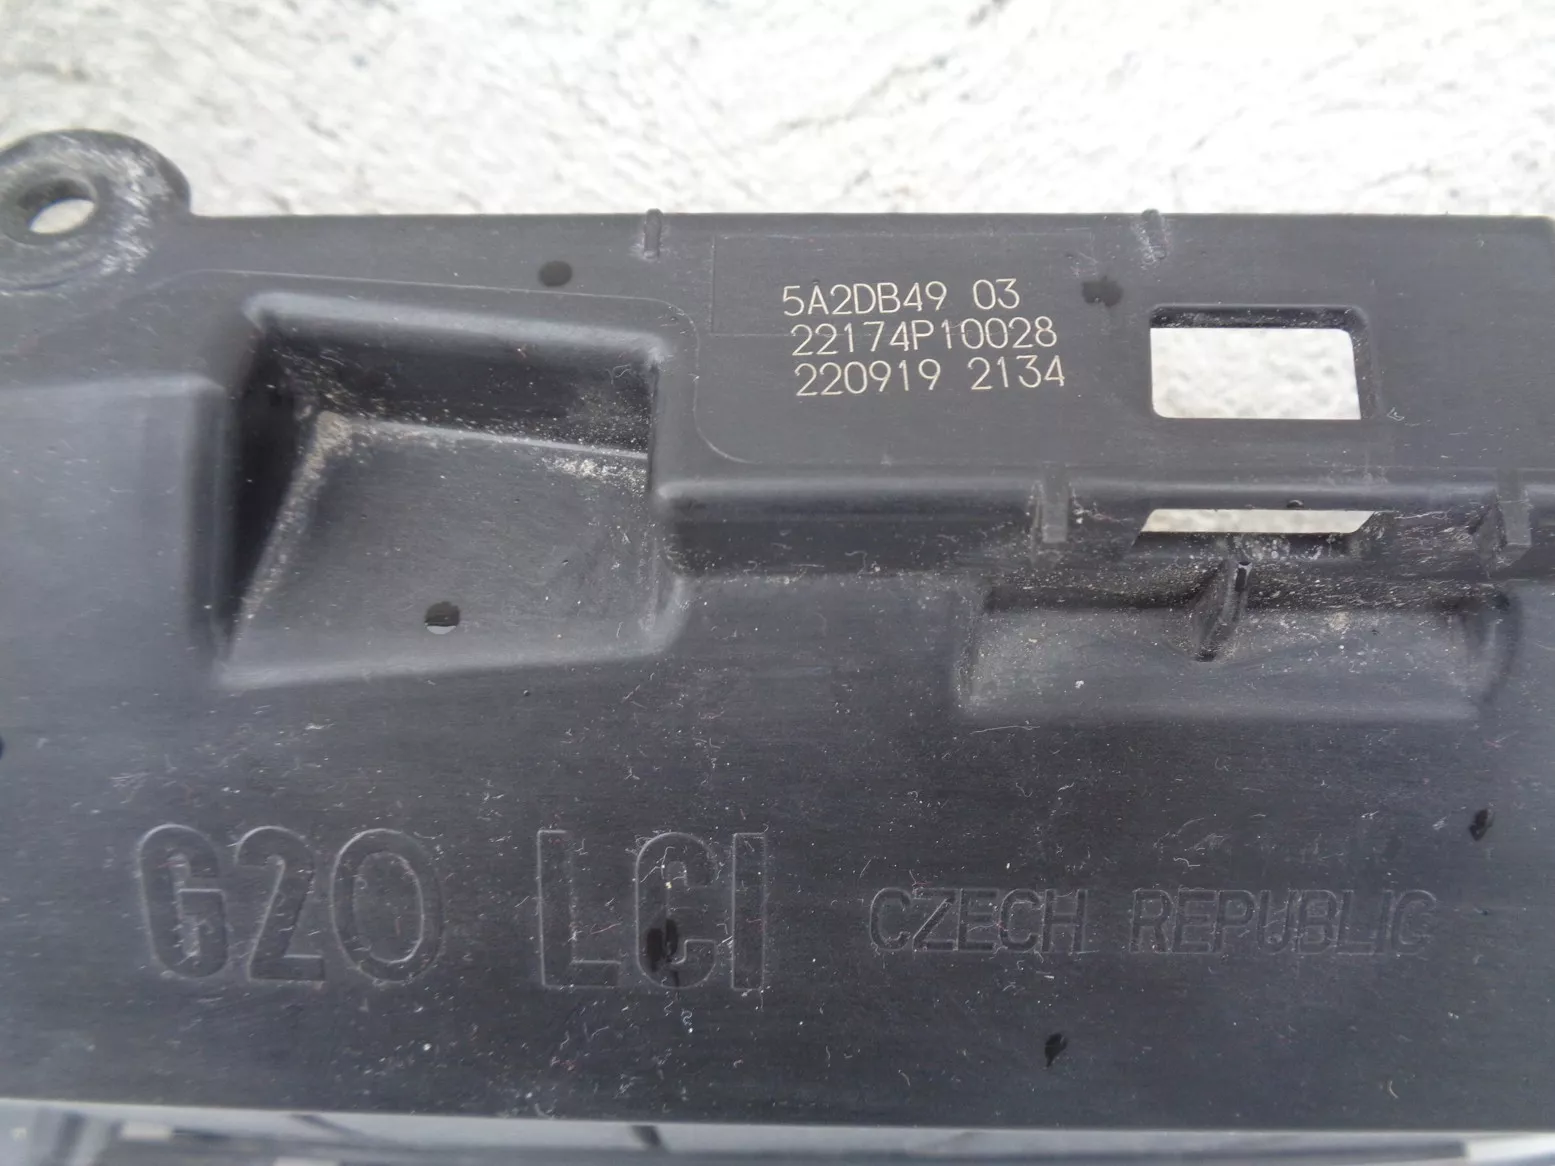 5A2DB49 03
22174P10028
220919 2134
G20 LCI CZECH REPUBLIC